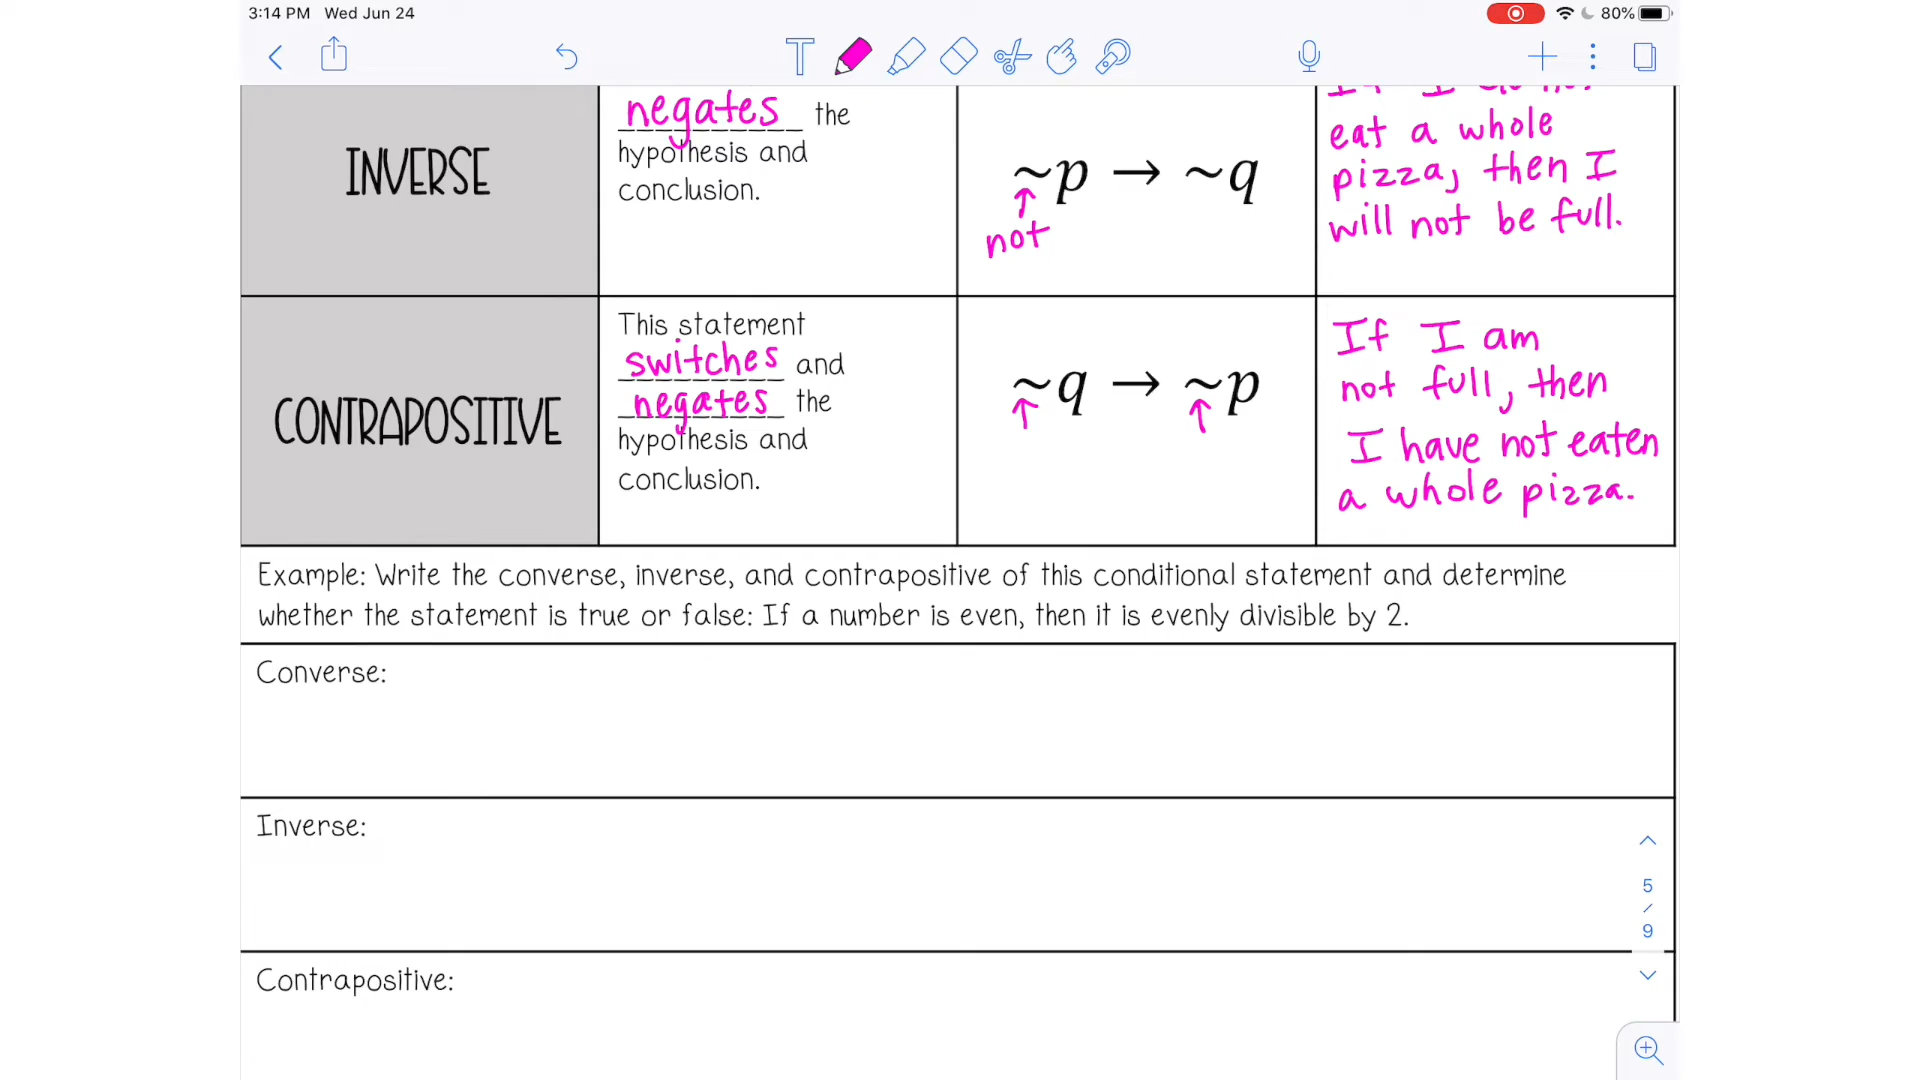 3:14 PM Wed Jun 24
80%
INVERSE
negates the
hypothesis and
conclusion.
~p → ~q
not
eat a whole
pizza, then I
will not be full.
CONTRAPOSITIVE
This statement
switches and
negates the
hypothesis and
conclusion.
~q → ~p
If I am
not full, then
I have not eaten
a whole pizza.
Example: Write the converse, inverse, and contrapositive of this conditional statement and determine
whether the statement is true or false: If a number is even, then it is evenly divisible by 2.
Converse:
Inverse:
5
/
9
Contrapositive: